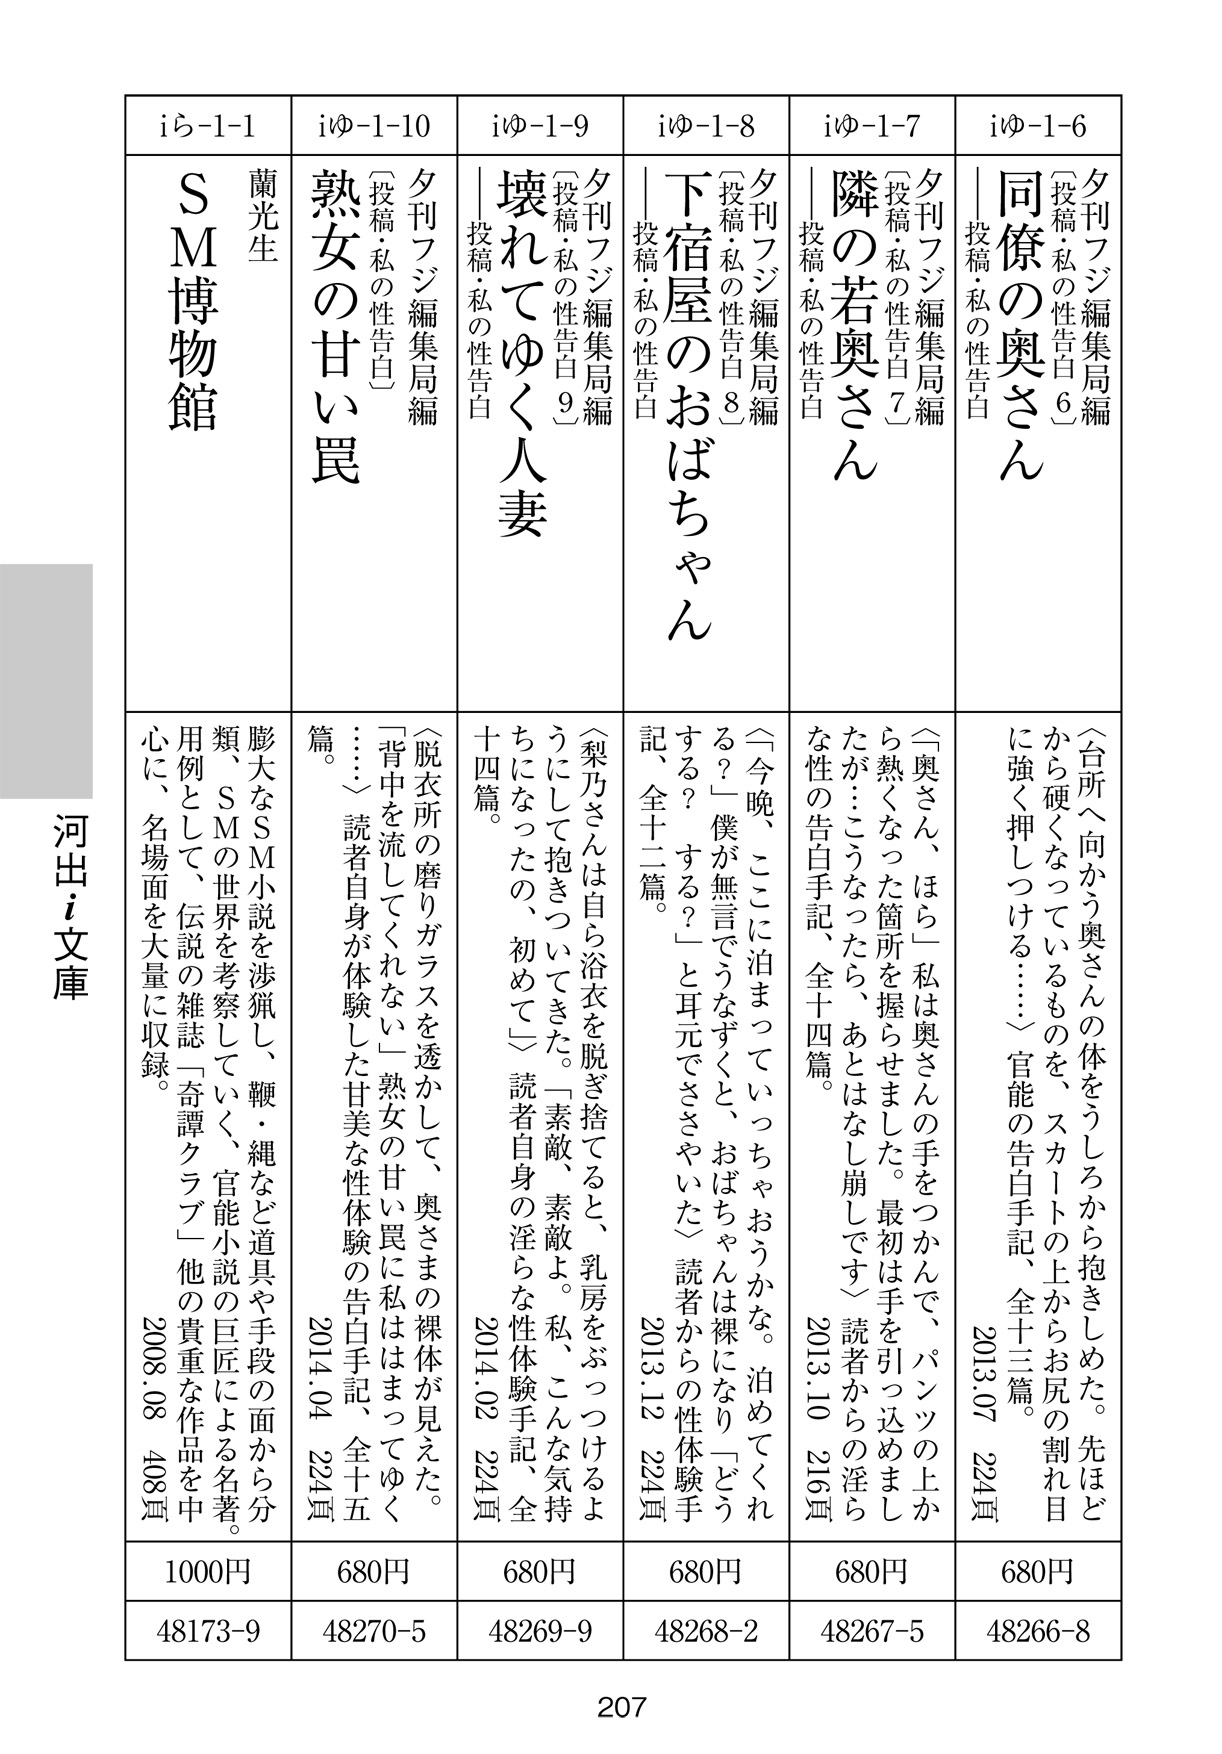 iゆ-1-6
夕刊フジ編集局編
〔投稿・私の性告白 6〕
同僚の奥さん
――投稿・私の性告白
〈台所へ向かう奥さんの体をうしろから抱きしめた。先ほど
から硬くなっているものを、スカートの上からお尻の割れ目
に強く押しつける……〉官能の告白手記、全十三篇。
2013.07 224頁
680円
48266-8
iゆ-1-7
夕刊フジ編集局編
〔投稿・私の性告白 7〕
隣の若奥さん
――投稿・私の性告白
〈「奥さん、ほら」私は奥さんの手をつかんで、パンツの上か
ら熱くなった箇所を握らせました。最初は手を引っ込めまし
たが…こうなったら、あとはなし崩しです〉読者からの淫ら
な性の告白手記、全十四篇。
2013.10 216頁
680円
48267-5
iゆ-1-8
夕刊フジ編集局編
〔投稿・私の性告白 8〕
下宿屋のおばちゃん
――投稿・私の性告白
〈「今晩、ここに泊まっていっちゃおうかな。泊めてくれ
る?」僕が無言でうなずくと、おばちゃんは裸になり「どう
する? する?」と耳元でささやいた〉読者からの性体験手
記、全十二篇。
2013.12 224頁
680円
48268-2
iゆ-1-9
夕刊フジ編集局編
〔投稿・私の性告白 9〕
壊れてゆく人妻
――投稿・私の性告白
〈梨乃さんは自ら浴衣を脱ぎ捨てると、乳房をぶっつけるよ
うにして抱きついてきた。「素敵、素敵よ。私、こんな気持
ちになったの、初めて」〉読者自身の淫らな性体験手記、全
十四篇。
2014.02 224頁
680円
48269-9
iゆ-1-10
夕刊フジ編集局編
〔投稿・私の性告白〕
熟女の甘い罠
〈脱衣所の磨りガラスを透かして、奥さまの裸体が見えた。
「背中を流してくれない」熟女の甘い罠に私ははまってゆく
……〉読者自身が体験した甘美な性体験の告白手記、全十五
篇。
2014.04 224頁
680円
48270-5
iら-1-1
蘭光生
SM博物館
膨大なSM小説を渉猟し、鞭・縄など道具や手段の面から分
類、SMの世界を考察していく、官能小説の巨匠による名著。
用例として、伝説の雑誌「奇譚クラブ」他の貴重な作品を中
心に、名場面を大量に収録。
2008.08 408頁
1000円
48173-9
河出i文庫
207